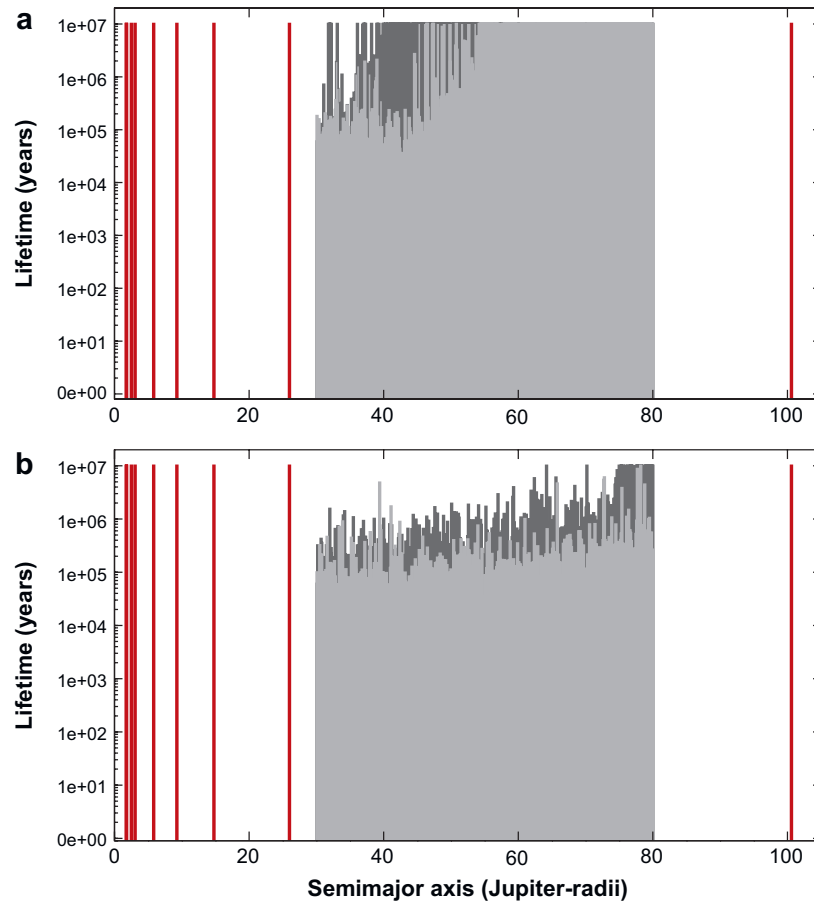 a
1e+07
1e+06
1e+05
1e+04
1e+03
1e+02
1e+01
0e+00
Lifetime (years)
0 20 40 60 80 100
b
1e+07
1e+06
1e+05
1e+04
1e+03
1e+02
1e+01
0e+00
Lifetime (years)
0 20 40 60 80 100
Semimajor axis (Jupiter-radii)